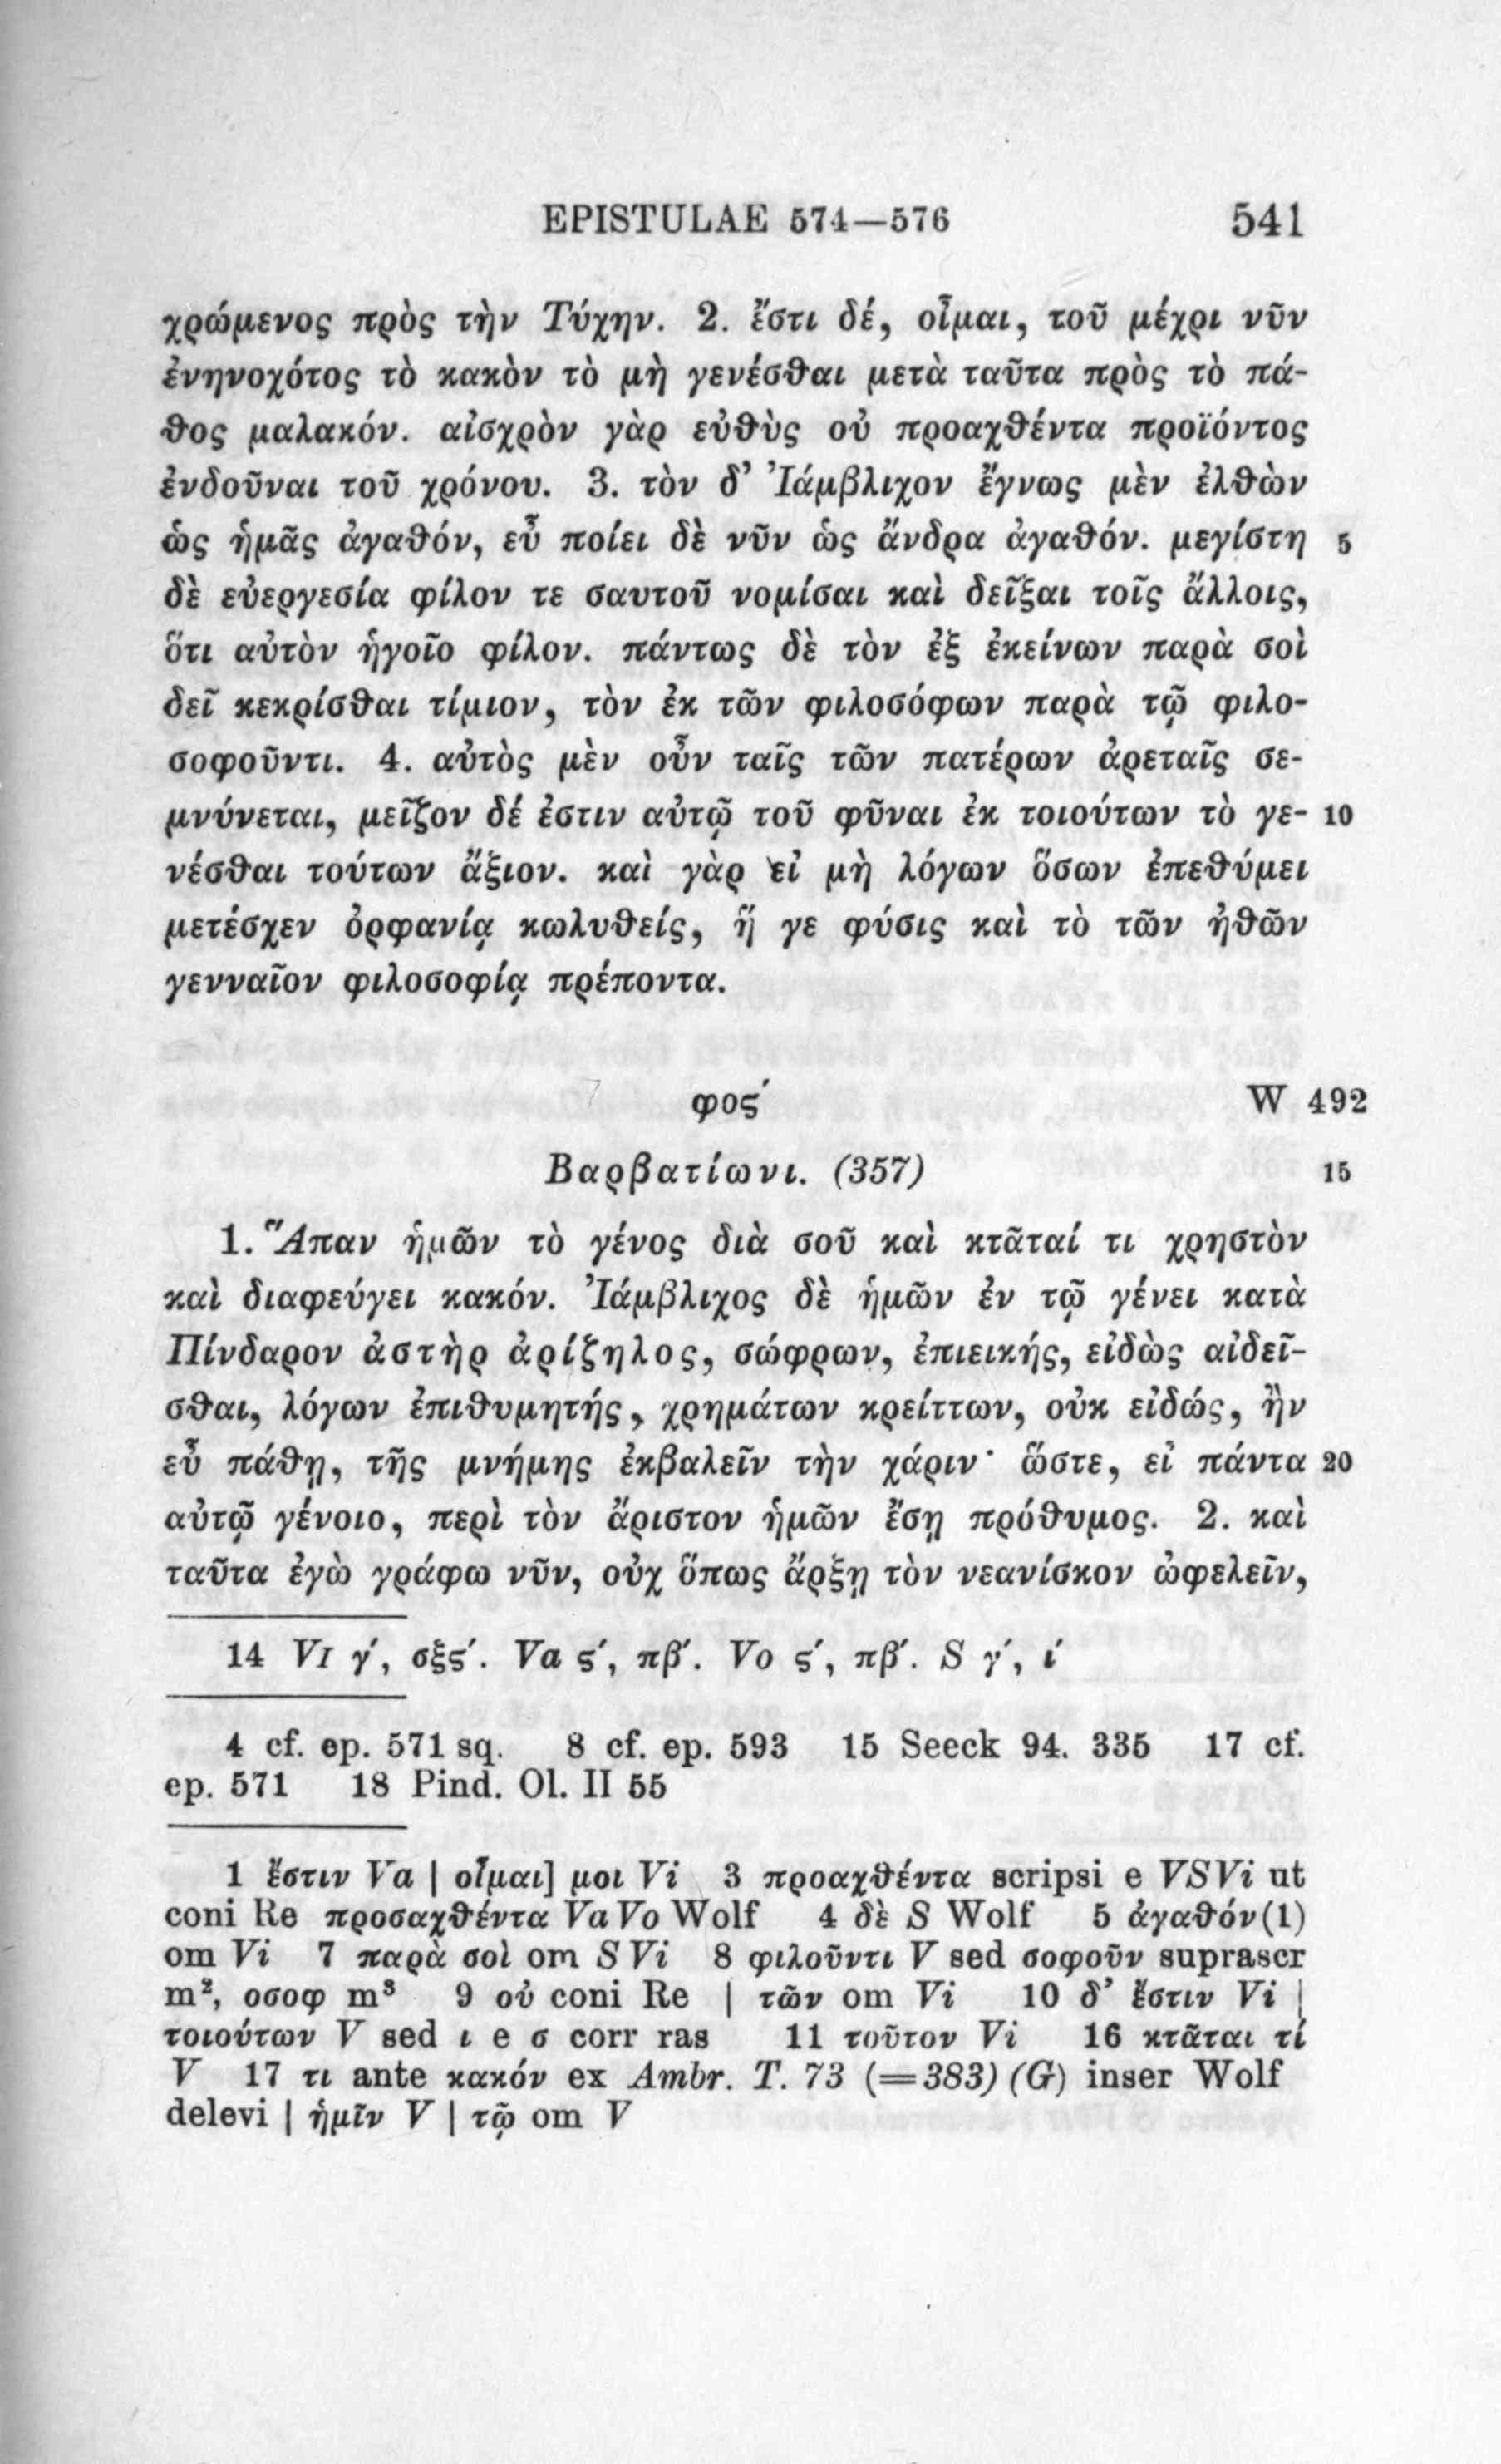 EPISTULAE 574—576 541
χρώμενος πρὸς τὴν Τύχην. 2. ἔστι δέ, οἶμαι, τοῦ μέχρι νῦν
ἐνηνοχότος τὸ κακὸν τὸ μὴ γενέσθαι μετὰ ταῦτα πρὸς τὸ πά-
θος μαλακόν. αἰσχρὸν γὰρ εὐθὺς οὐ προαχθέντα προϊόντος
ἐνδοῦναι τοῦ χρόνου. 3. τὸν δ’ Ἰάμβλιχον ἔγνως μὲν ἐλθὼν
ὡς ἡμᾶς ἀγαθόν, εὖ ποίει δὲ νῦν ὡς ἄνδρα ἀγαθόν. μεγίστη 5
δὲ εὐεργεσία φίλον τε σαυτοῦ νομίσαι καὶ δεῖξαι τοῖς ἄλλοις,
ὅτι αὐτὸν ἡγοῖο φίλον. πάντως δὲ τὸν ἐξ ἐκείνων παρὰ σοὶ
δεῖ κεκρίσθαι τίμιον, τὸν ἐκ τῶν φιλοσόφων παρὰ τῷ φιλο-
σοφοῦντι. 4. αὐτὸς μὲν οὖν ταῖς τῶν πατέρων ἀρεταῖς σε-
μνύνεται, μεῖζον δέ ἐστιν αὐτῷ τοῦ φῦναι ἐκ τοιούτων τὸ γε- 10
νέσθαι τούτων ἄξιον. καὶ γὰρ εἰ μὴ λόγων ὅσων ἐπεθύμει
μετέσχεν ὀρφανίᾳ κωλυθείς, ἥ γε φύσις καὶ τὸ τῶν ἠθῶν
γενναῖον φιλοσοφίᾳ πρέποντα.
φος′ W 492
Βαρβατίωνι. (357) 15
1. Ἅπαν ἡμῶν τὸ γένος διὰ σοῦ καὶ κτᾶταί τι χρηστὸν
καὶ διαφεύγει κακόν. Ἰάμβλιχος δὲ ἡμῶν ἐν τῷ γένει κατὰ
Πίνδαρον ἀστὴρ ἀρίζηλος, σώφρων, ἐπιεικής, εἰδὼς αἰδεῖ-
σθαι, λόγων ἐπιθυμητής, χρημάτων κρείττων, οὐκ εἰδώς, ἢν
εὖ πάθῃ, τῆς μνήμης ἐκβαλεῖν τὴν χάριν· ὥστε, εἰ πάντα 20
αὐτῷ γένοιο, περὶ τὸν ἄριστον ἡμῶν ἔσῃ πρόθυμος. 2. καὶ
ταῦτα ἐγὼ γράφω νῦν, οὐχ ὅπως ἄρξῃ τὸν νεανίσκον ὠφελεῖν,
14 VI γ′, σξς′. Va ς′, πβ′. Vo ς′, πβ′. S γ′, ι′
4 cf. ep. 571 sq. 8 cf. ep. 593 15 Seeck 94. 335 17 cf.
ep. 571 18 Pind. Ol. II 55
1 ἔστιν Va | οἶμαι] μοι Vi 3 προαχθέντα scripsi e VSVi ut
coni Re προσαχθέντα Va Vo Wolf 4 δὲ S Wolf 5 ἀγαθόν(1)
om Vi 7 παρὰ σοὶ om S Vi 8 φιλοῦντι V sed σοφοῦν suprascr
m², οσοφ m³ 9 οὐ coni Re | τῶν om Vi 10 δ’ ἔστιν Vi |
τοιούτων V sed ι e σ corr ras 11 τοῦτον Vi 16 κτᾶται τί
V 17 τι ante κακόν ex Ambr. T. 73 (=383) (G) inser Wolf
delevi | ἡμῖν V | τῷ om V